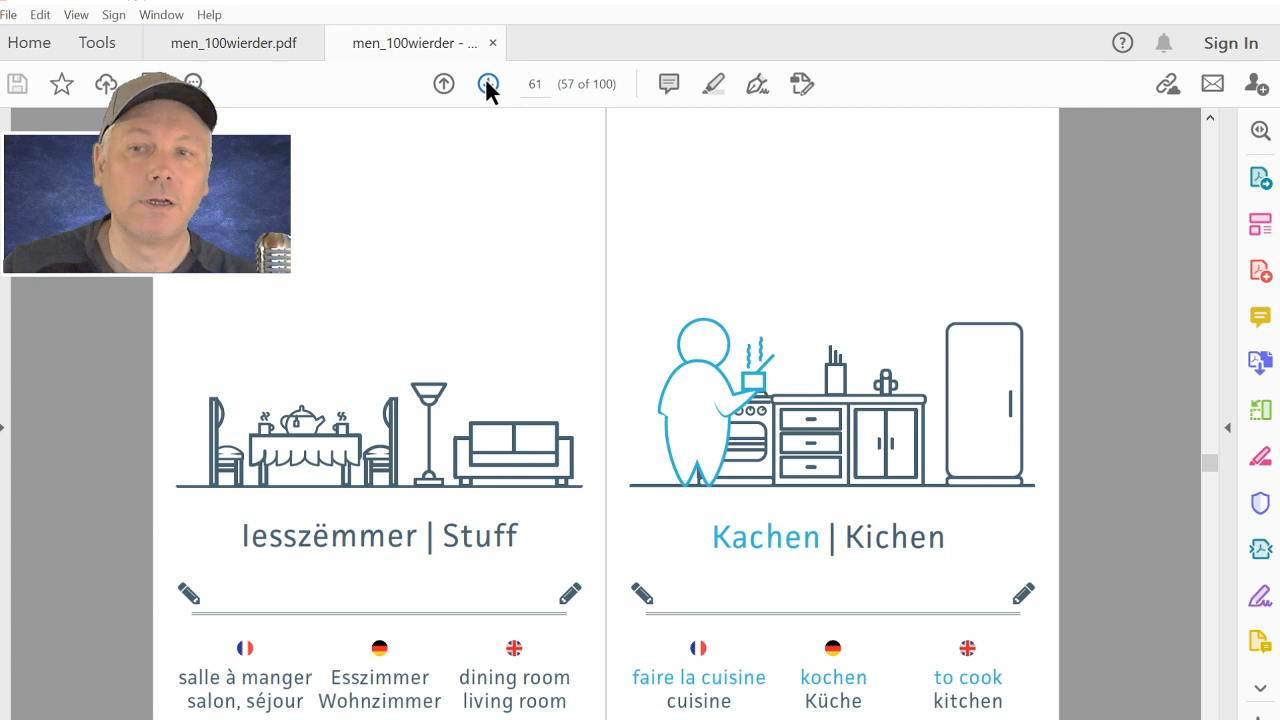 File Edit View Sign Window Help
Home Tools men_100wierder.pdf men_100wierder - ... × Sign In
61 (57 of 100)
Iesszëmmer | Stuff
salle à manger Esszimmer dining room
salon, séjour Wohnzimmer living room
Kachen | Kichen
faire la cuisine kochen to cook
cuisine Küche kitchen